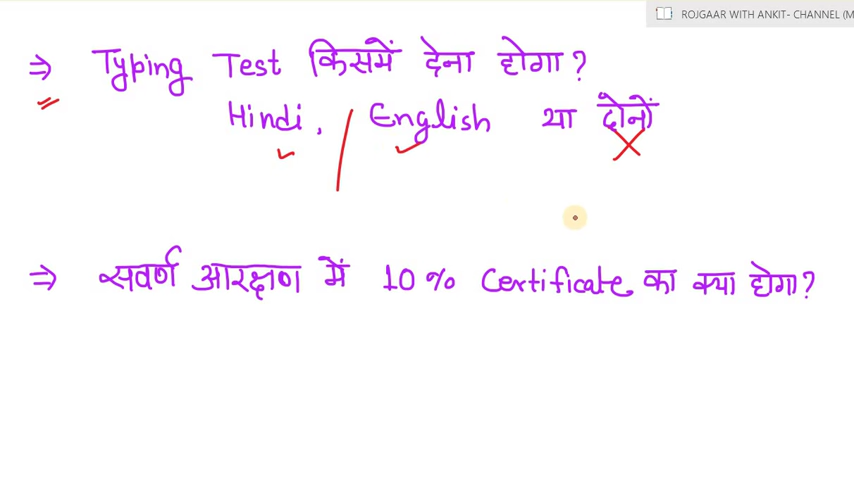 ROJGAAR WITH ANKIT- CHANNEL (M
⇒ Typing Test किसमें देना होगा?
Hindi, / English या दोनों
⇒ सवर्ण आरक्षण में 10% Certificate का क्या होगा?